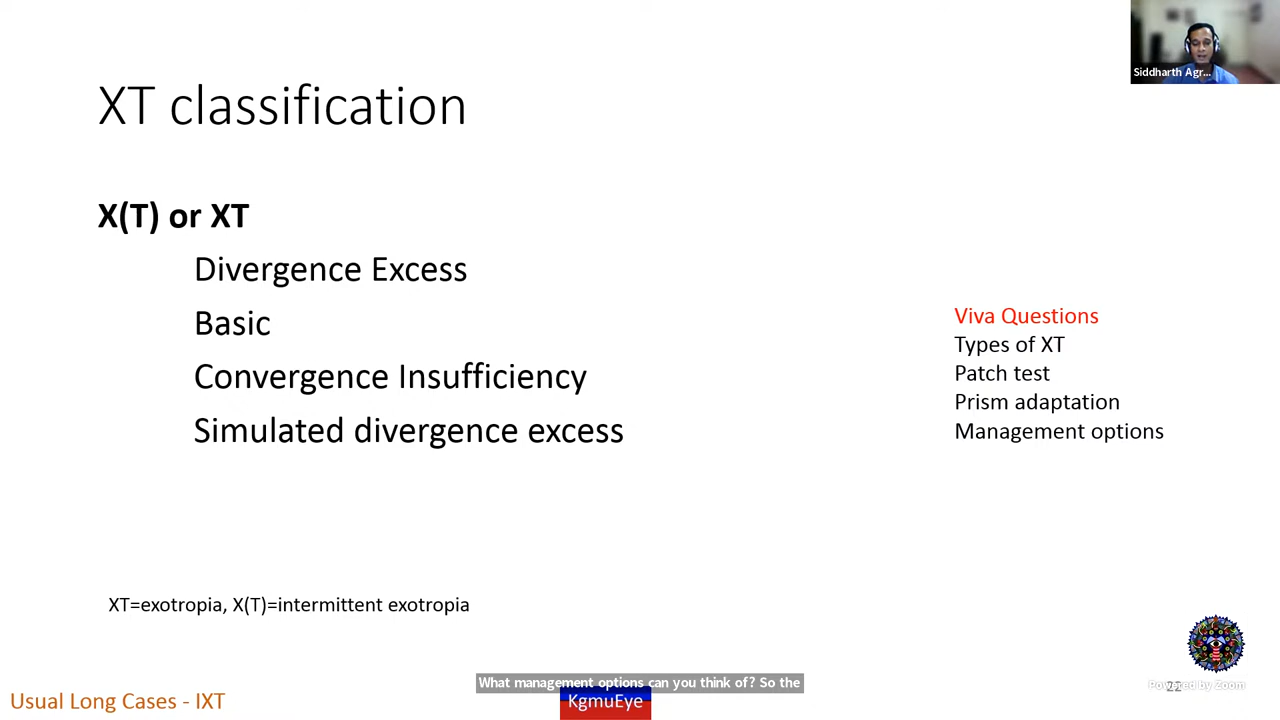 Siddharth Agr...
XT classification
X(T) or XT
Divergence Excess
Basic
Convergence Insufficiency
Simulated divergence excess
Viva Questions
Types of XT
Patch test
Prism adaptation
Management options
XT=exotropia, X(T)=intermittent exotropia
What management options can you think of? So the
Usual Long Cases - IXT
KgmuEye
22
Powered by Zoom